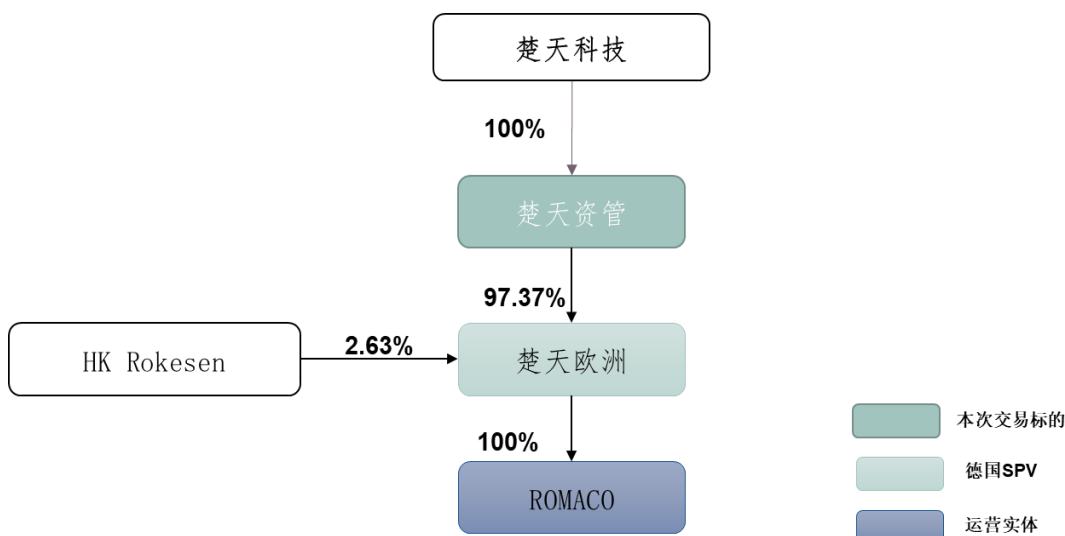 楚天科技
100%
楚天资管
97.37%
HK Rokesen
2.63%
楚天欧洲
100%
ROMACO
本次交易标的
德国SPV
运营实体